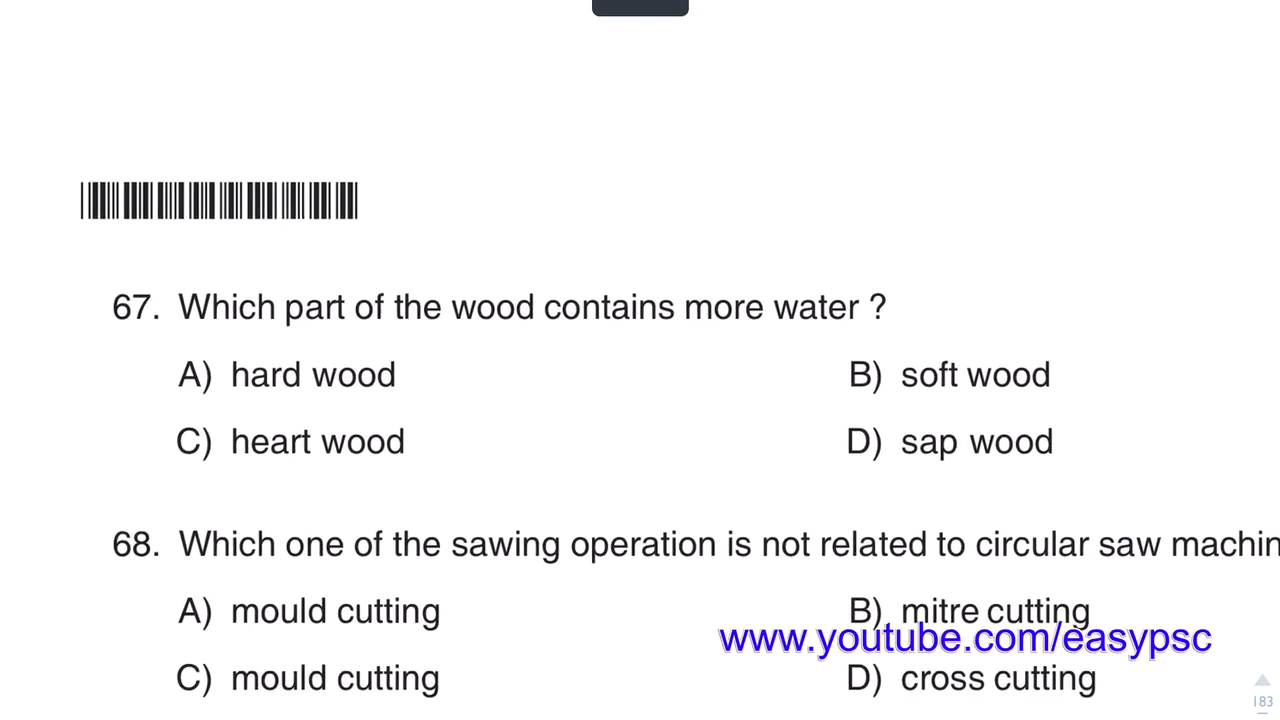 67. Which part of the wood contains more water ?
A) hard wood B) soft wood
C) heart wood D) sap wood
68. Which one of the sawing operation is not related to circular saw machin
A) mould cutting B) mitre cutting
www.youtube.com/easypsc
C) mould cutting D) cross cutting
183